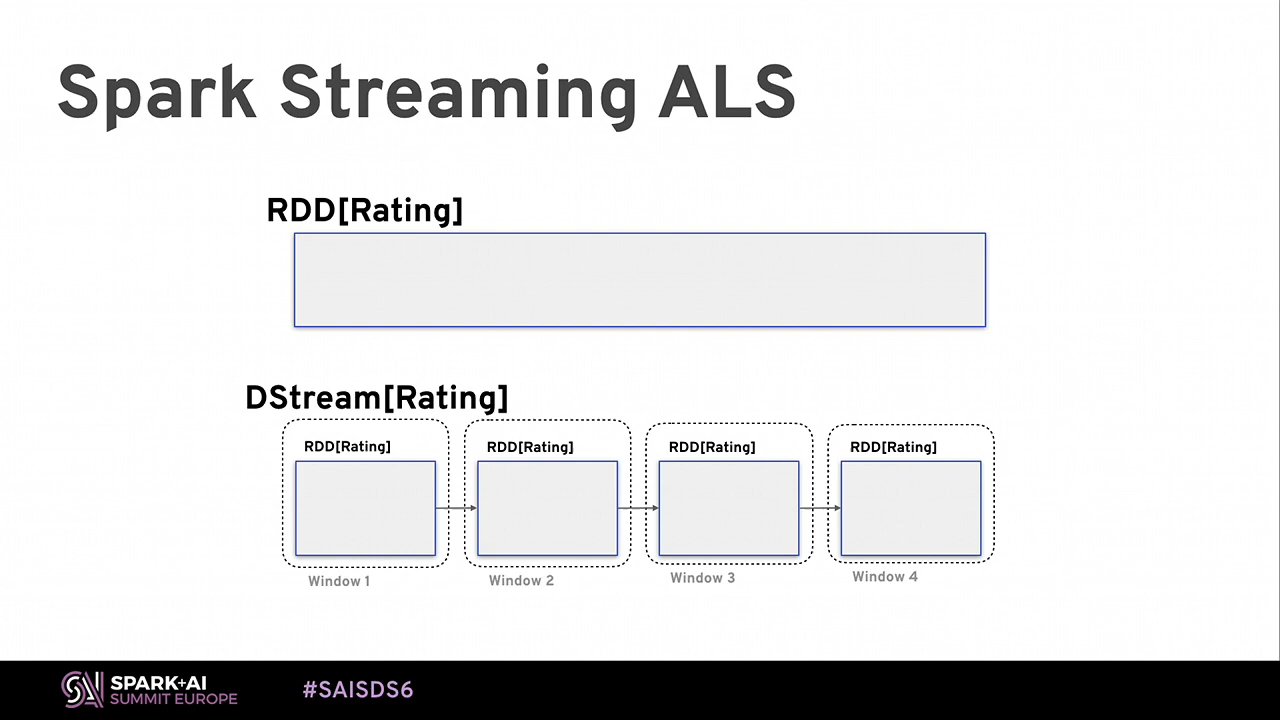 Spark Streaming ALS
RDD[Rating]
DStream[Rating]
RDD[Rating]
RDD[Rating]
RDD[Rating]
RDD[Rating]
Window 1
Window 2
Window 3
Window 4
SPARK+AI
SUMMIT EUROPE
#SAISDS6